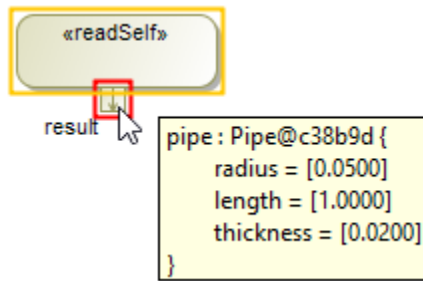 «readSelf»
result
pipe : Pipe@c38b9d {
radius = [0.0500]
length = [1.0000]
thickness = [0.0200]
}